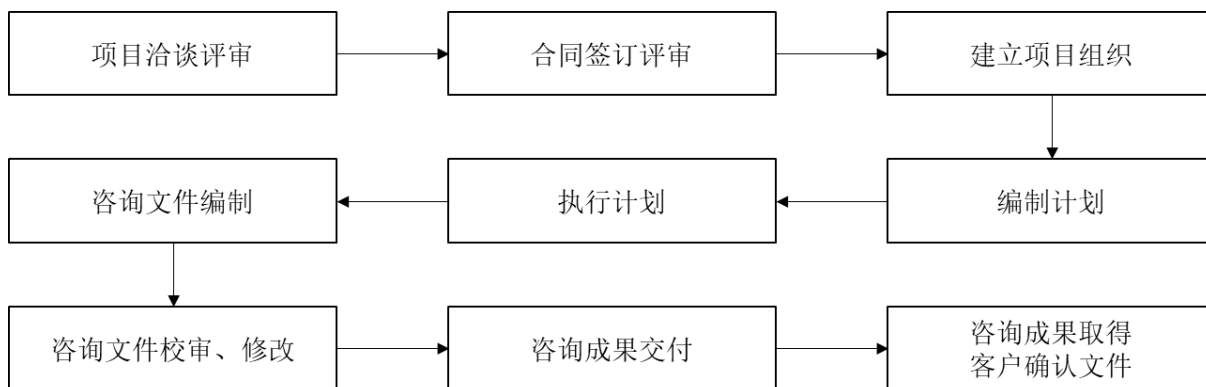 项目洽谈评审
合同签订评审
建立项目组织
咨询文件编制
执行计划
编制计划
咨询文件校审、修改
咨询成果交付
咨询成果取得
客户确认文件